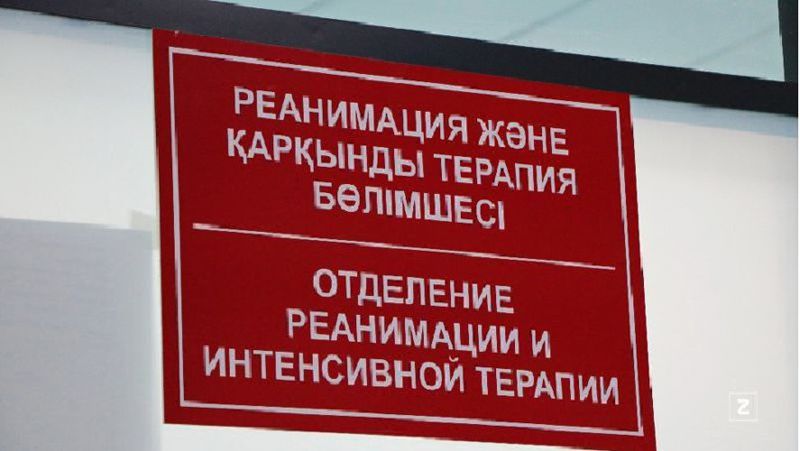 РЕАНИМАЦИЯ ЖӘНЕ
ҚАРҚЫНДЫ ТЕРАПИЯ
БӨЛІМШЕСІ
ОТДЕЛЕНИЕ
РЕАНИМАЦИИ И
ИНТЕНСИВНОЙ ТЕРАПИИ
Z